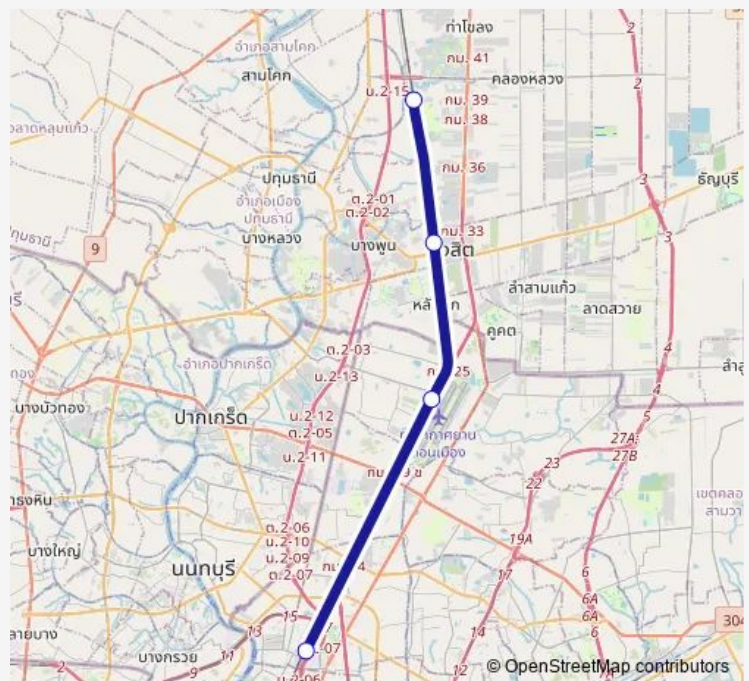 ท่าโขลง
2
อำเภอสามโคก
สามโคก
กม. 41
คลองหลวง
2
น.2-15
กม. 39
กม. 38
ปทุมธานี
กม. 36
3
ธัญบุรี
ต.2-01
ต.2-02
อำเภอเมือง
ปทุมธานี
บางหลวง
บางพูน
กม. 33
3
9
ลำสามแก้ว
ลาดสวาย
คูคต
ต.2-03
4
อำเภอปากเกร็ด
น.2-13
4
บางบัวทอง
ปากเกร็ด
น.2-12
ต.2-05
5
น.2-11
27A
27B
23
22
บางใหญ่
ต.2-06
น.2-10
น.2-09
ต.2-07
19A
นนทบุรี
17
6
15
13
6A
6A
304
บางกรวย
11
9
14
6
2
12
น.2-06
© OpenStreetMap contributors